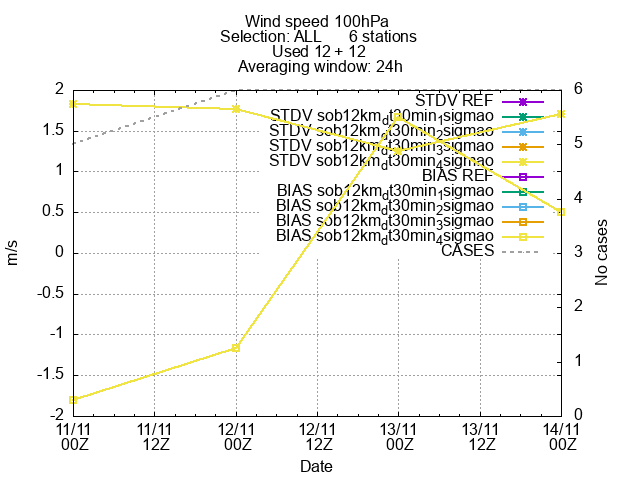 Wind speed 100hPa
Selection: ALL 6 stations
Used 12 + 12
Averaging window: 24h
STDV REF
STDV sob12km_dt30min_1sigmao
STDV sob12km_dt30min_2sigmao
STDV sob12km_dt30min_3sigmao
STDV sob12km_dt30min_4sigmao
BIAS REF
BIAS sob12km_dt30min_1sigmao
BIAS sob12km_dt30min_2sigmao
BIAS sob12km_dt30min_3sigmao
BIAS sob12km_dt30min_4sigmao
CASES
2
1.5
1
0.5
0
-0.5
-1
-1.5
-2
m/s
6
5
4
3
2
1
0
No cases
11/11 11/11 12/11 12/11 13/11 13/11 14/11
00Z 12Z 00Z 12Z 00Z 12Z 00Z
Date